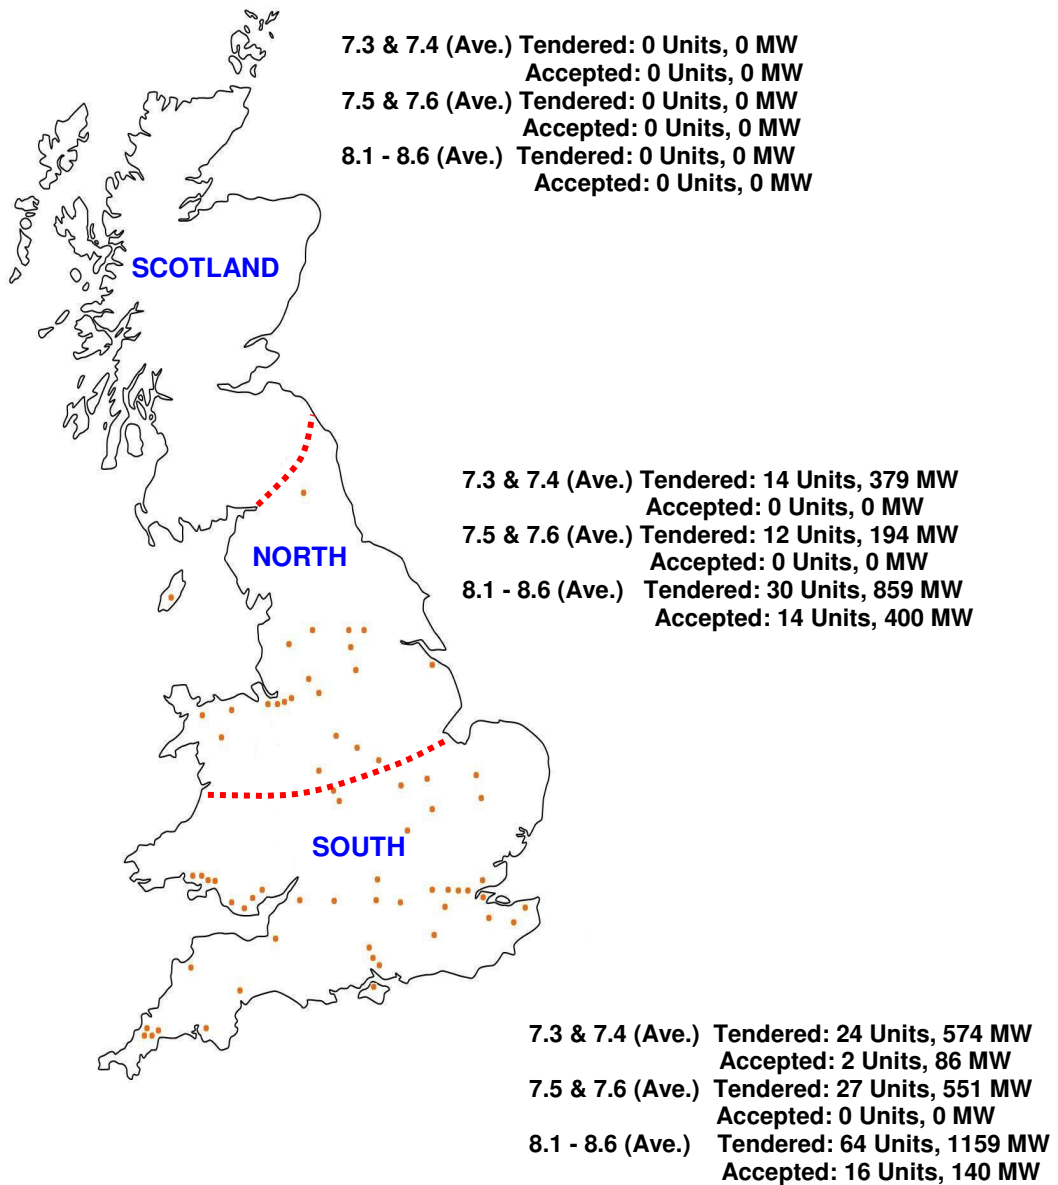 7.3 & 7.4 (Ave.) Tendered: 0 Units, 0 MW
Accepted: 0 Units, 0 MW
7.5 & 7.6 (Ave.) Tendered: 0 Units, 0 MW
Accepted: 0 Units, 0 MW
8.1 - 8.6 (Ave.) Tendered: 0 Units, 0 MW
Accepted: 0 Units, 0 MW
SCOTLAND
7.3 & 7.4 (Ave.) Tendered: 14 Units, 379 MW
Accepted: 0 Units, 0 MW
7.5 & 7.6 (Ave.) Tendered: 12 Units, 194 MW
Accepted: 0 Units, 0 MW
8.1 - 8.6 (Ave.) Tendered: 30 Units, 859 MW
Accepted: 14 Units, 400 MW
NORTH
SOUTH
7.3 & 7.4 (Ave.) Tendered: 24 Units, 574 MW
Accepted: 2 Units, 86 MW
7.5 & 7.6 (Ave.) Tendered: 27 Units, 551 MW
Accepted: 0 Units, 0 MW
8.1 - 8.6 (Ave.) Tendered: 64 Units, 1159 MW
Accepted: 16 Units, 140 MW